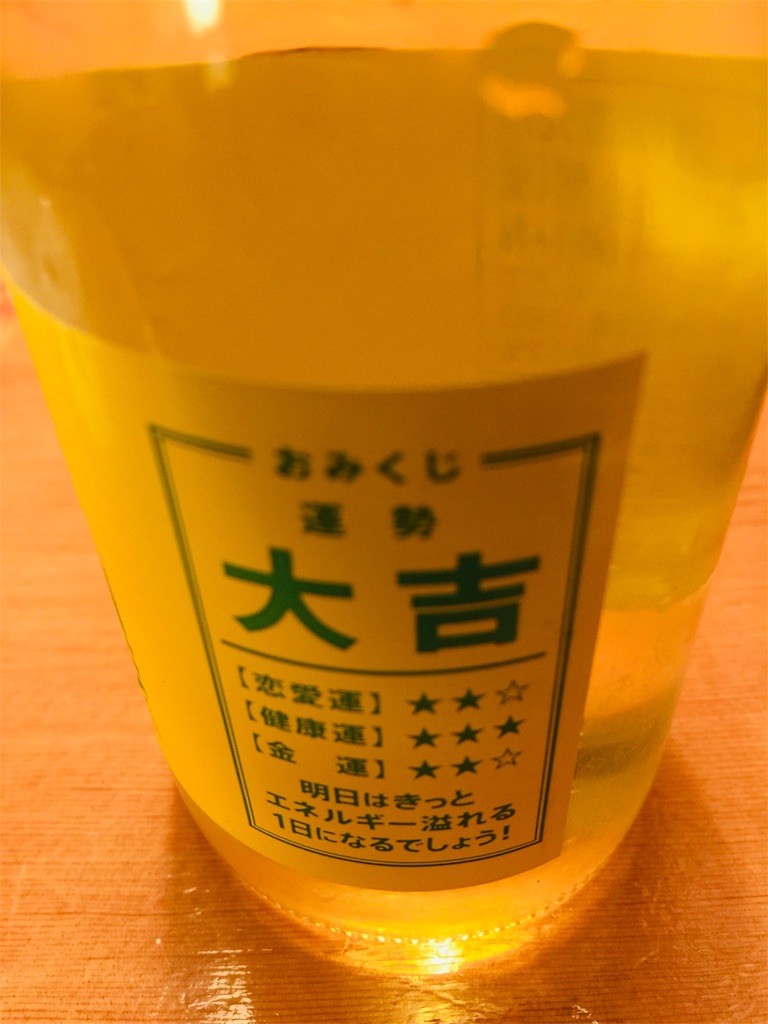 おみくじ
運勢
大吉
【恋愛運】★★☆
【健康運】★★★
【金　運】★★☆
明日はきっと
エネルギー溢れる
1日になるでしょう!